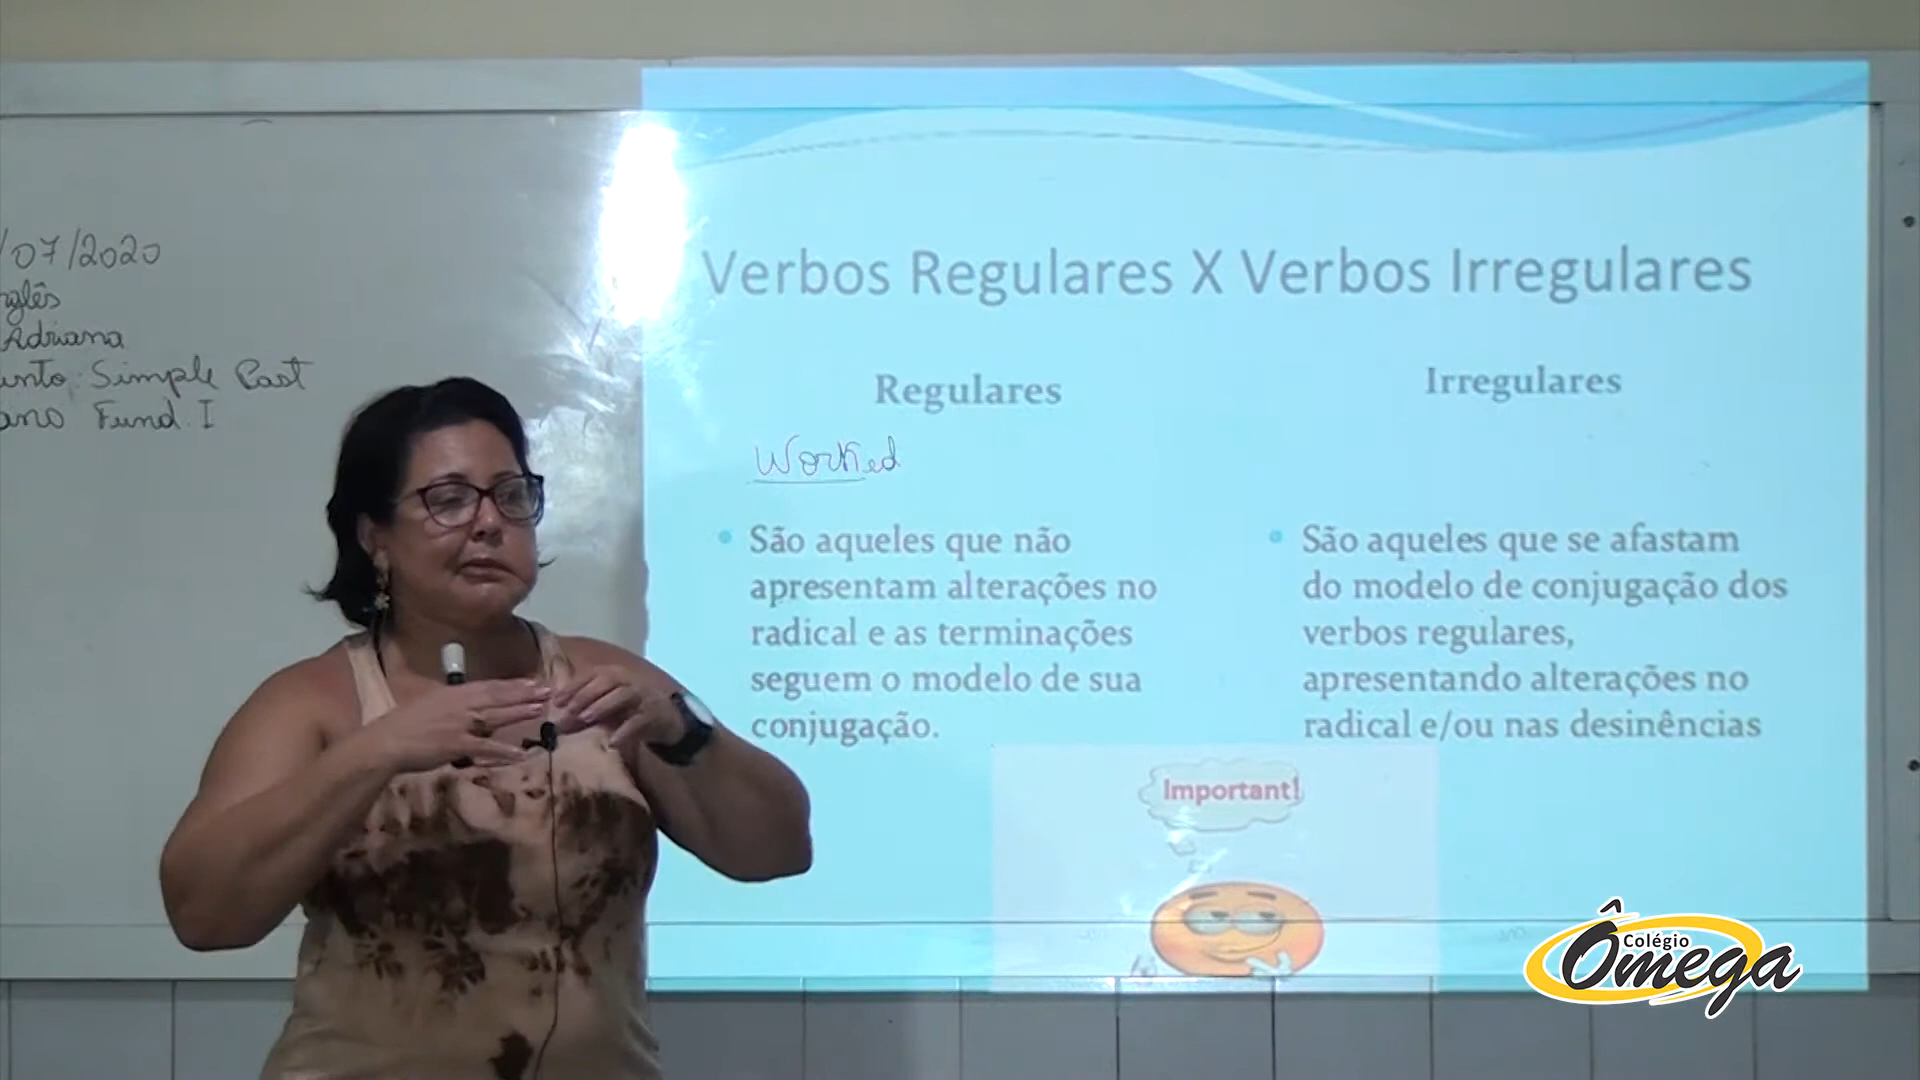 /07/2020
nglês
Adriana
unto: Simple Past
ano Fund. I
Verbos Regulares X Verbos Irregulares
Regulares
Worked
São aqueles que não
apresentam alterações no
radical e as terminações
seguem o modelo de sua
conjugação.
Irregulares
São aqueles que se afastam
do modelo de conjugação dos
verbos regulares,
apresentando alterações no
radical e/ou nas desinências
Important!
Colégio
Ômega